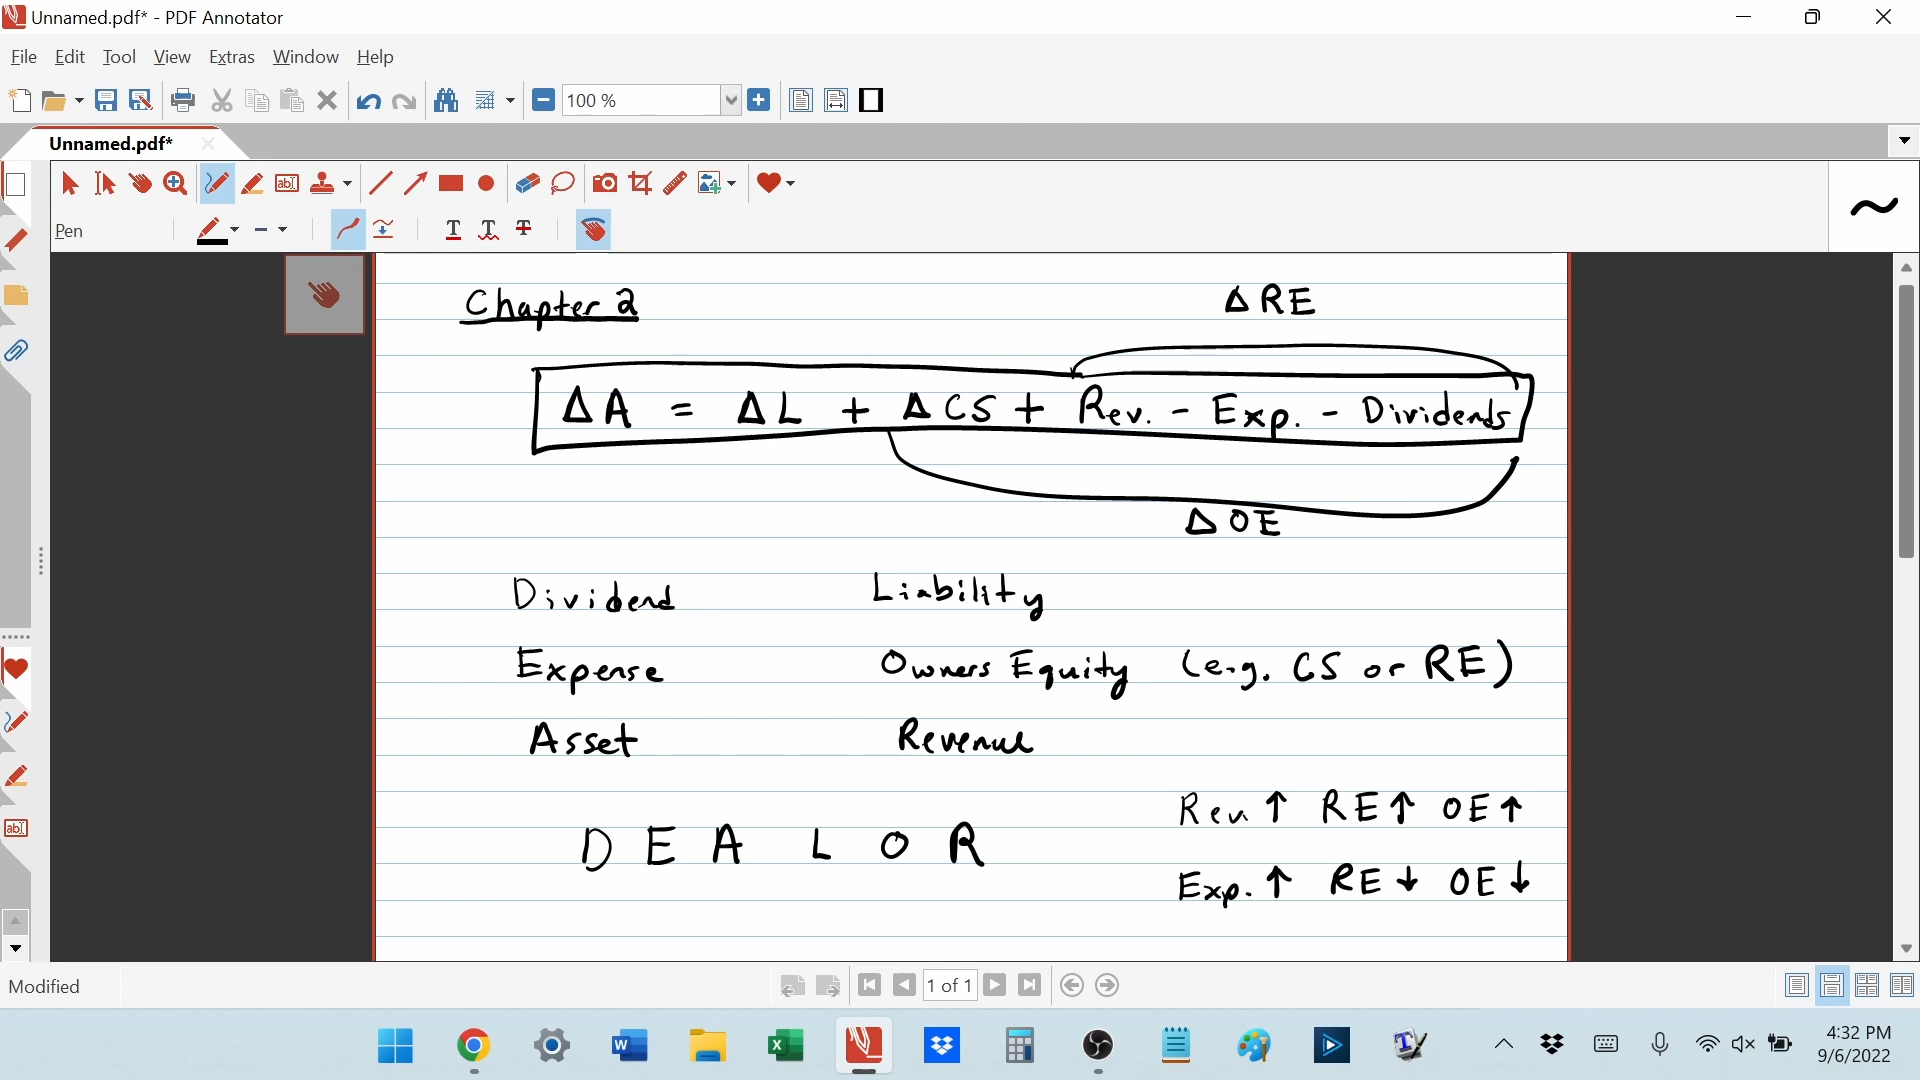 Unnamed.pdf* - PDF Annotator
File Edit Tool View Extras Window Help
100 %
Unnamed.pdf*
Pen
Chapter 2
Δ RE
ΔA = ΔL + ΔCS + Rev. - Exp. - Dividends
Δ OE
Dividend Liability
Expense Owners Equity (e.g. CS or RE)
Asset Revenue
Rev ↑ RE ↑ OE ↑
D E A L O R
Exp. ↑ RE ↓ OE ↓
Modified
1 of 1
4:32 PM
9/6/2022